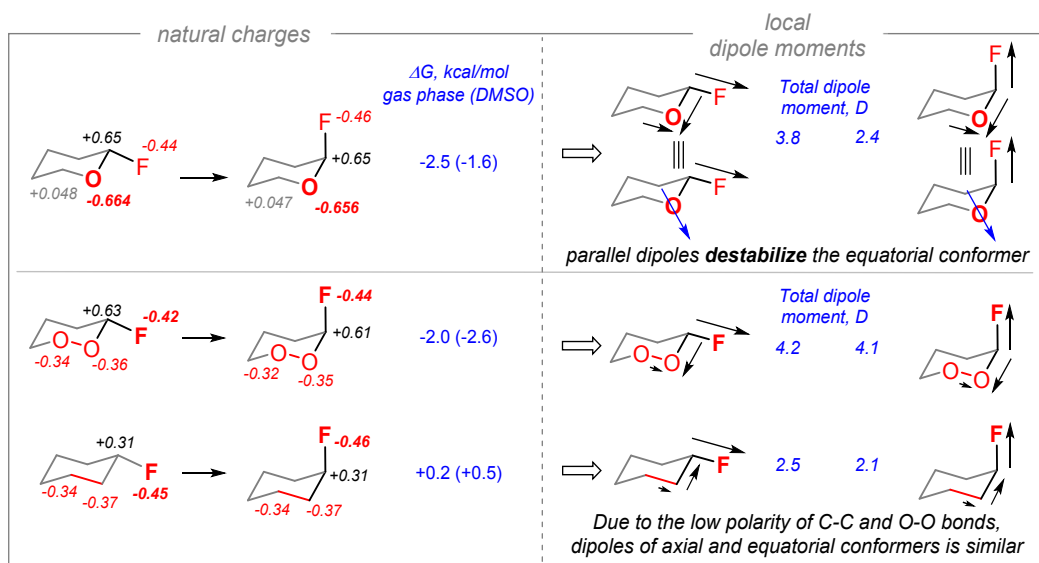 natural charges
local
dipole moments
ΔG, kcal/mol
gas phase (DMSO)
+0.65
-0.44
F
O
+0.048
-0.664
F -0.46
+0.65
O
+0.047
-0.656
-2.5 (-1.6)
F
O
F
O
Total dipole
moment, D
3.8 2.4
F
O
F
O
parallel dipoles destabilize the equatorial conformer
+0.63
-0.42
F
O O
-0.34 -0.36
F -0.44
+0.61
O O
-0.32 -0.35
-2.0 (-2.6)
F
O O
Total dipole
moment, D
4.2 4.1
F
O O
+0.31
F
-0.34
-0.37 -0.45
F -0.46
+0.31
-0.34 -0.37
+0.2 (+0.5)
F
2.5 2.1
F
Due to the low polarity of C-C and O-O bonds,
dipoles of axial and equatorial conformers is similar